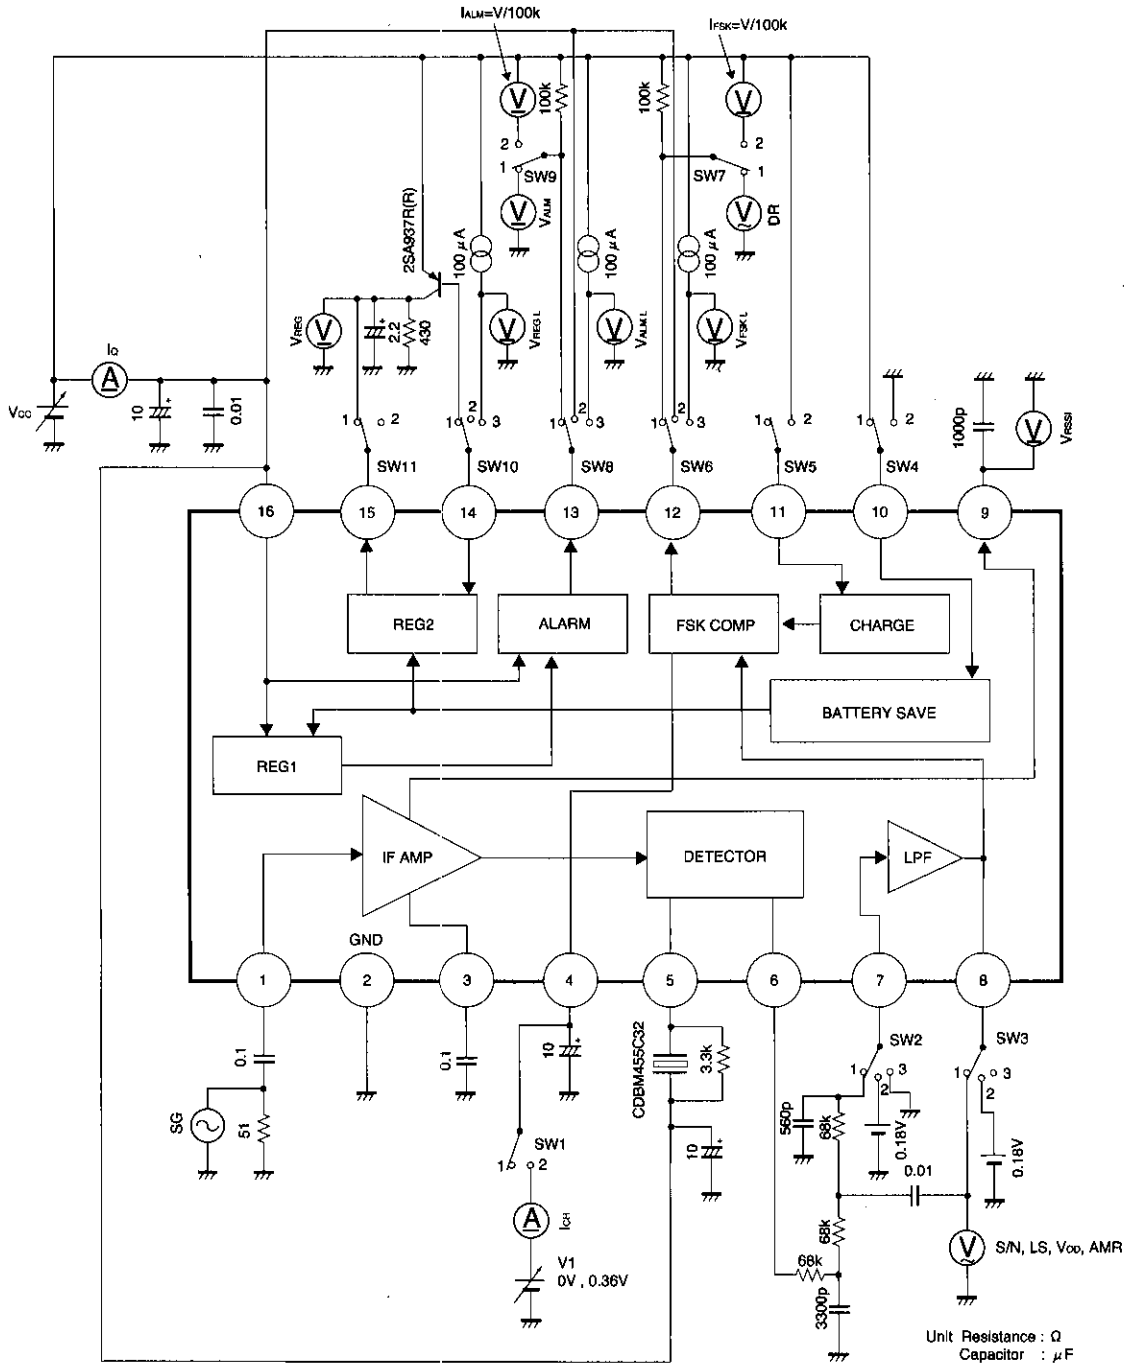 IALM=V/100k
IFSK=V/100k
V
100k
100k
V
2
1
SW9
SW7
2
1
2SA937R(R)
100 μA
V
VALM
100 μA
100 μA
V
DR
VREG
V
2.2
430
V
VREG L
V
VALM L
V
VFSK L
IQ
A
VCC
10
0.01
1
2
1
2
3
1
2
3
1
2
3
1
2
1
2
1000p
V
VRSSI
SW11
SW10
SW8
SW6
SW5
SW4
16
15
14
13
12
11
10
9
REG2
ALARM
FSK COMP
CHARGE
BATTERY SAVE
REG1
IF AMP
DETECTOR
LPF
GND
1
2
3
4
5
6
7
8
0.1
SG
51
0.1
10
CDBM455C32
3.3k
SW2
1
2
3
SW3
1
2
3
560p
68k
0.18V
0.18V
SW1
1
2
10
0.01
A
ICH
68k
V
S/N, LS, VOD, AMR
V1
0V , 0.36V
68k
3300p
Unit Resistance : Ω
Capacitor : μF